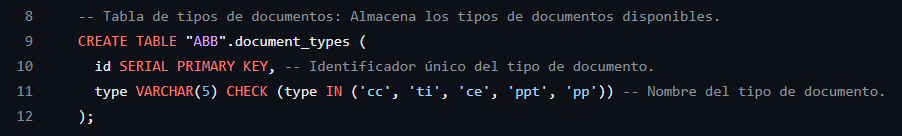 8 -- Tabla de tipos de documentos: Almacena los tipos de documentos disponibles.
9 CREATE TABLE "ABB".document_types (
10 id SERIAL PRIMARY KEY, -- Identificador único del tipo de documento.
11 type VARCHAR(5) CHECK (type IN ('cc', 'ti', 'ce', 'ppt', 'pp')) -- Nombre del tipo de documento.
12 );